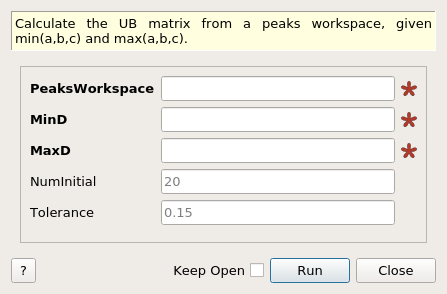 Calculate the UB matrix from a peaks workspace, given
min(a,b,c) and max(a,b,c).
PeaksWorkspace
MinD
MaxD
NumInitial 20
Tolerance 0.15
? Keep Open Run Close